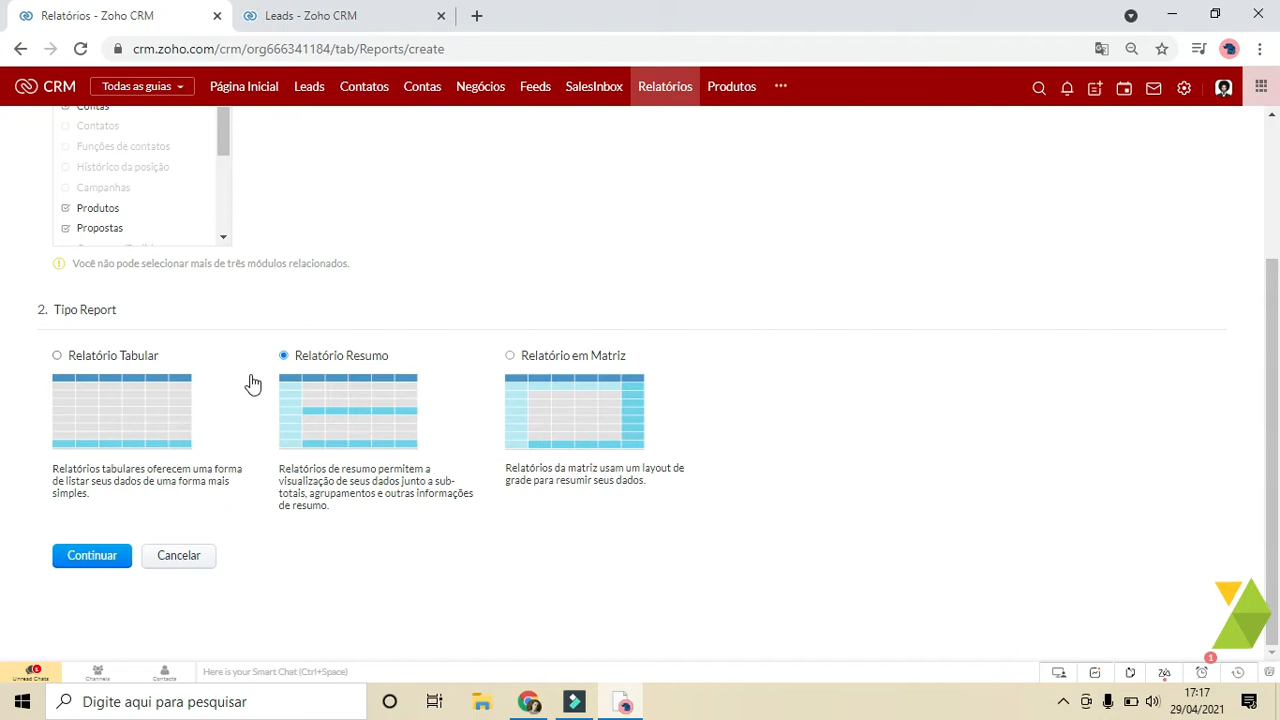 Relatórios - Zoho CRM
Leads - Zoho CRM
crm.zoho.com/crm/org666341184/tab/Reports/create
CRM
Todas as guias
Página Inicial
Leads
Contatos
Contas
Negócios
Feeds
SalesInbox
Relatórios
Produtos
Contas
Contatos
Funções de contatos
Histórico da posição
Campanhas
Produtos
Propostas
Você não pode selecionar mais de três módulos relacionados.
2. Tipo Report
Relatório Tabular
Relatório Resumo
Relatório em Matriz
Relatórios tabulares oferecem uma forma
de listar seus dados de uma forma mais
simples.
Relatórios de resumo permitem a
visualização de seus dados junto a sub-
totais, agrupamentos e outras informações
de resumo.
Relatórios da matriz usam um layout de
grade para resumir seus dados.
Continuar
Cancelar
1
Unread Chats
Channels
Contacts
Here is your Smart Chat (Ctrl+Space)
Digite aqui para pesquisar
17:17
29/04/2021